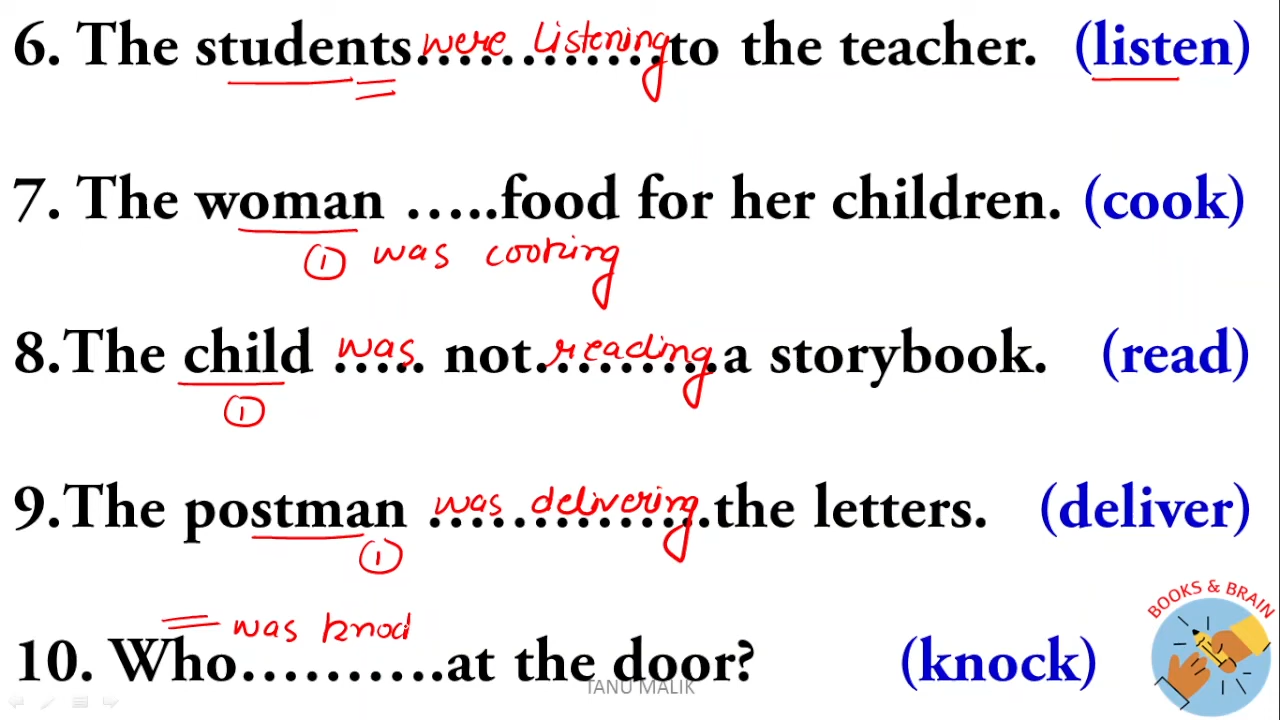 6. The students were listening to the teacher. (listen)
7. The woman …..food for her children. (cook)
① was cooking
8.The child was not reading a storybook. (read)
①
9.The postman was delivering the letters. (deliver)
①
was knoc
10. Who……….at the door? (knock)
TANU MALIK
BOOKS & BRAIN